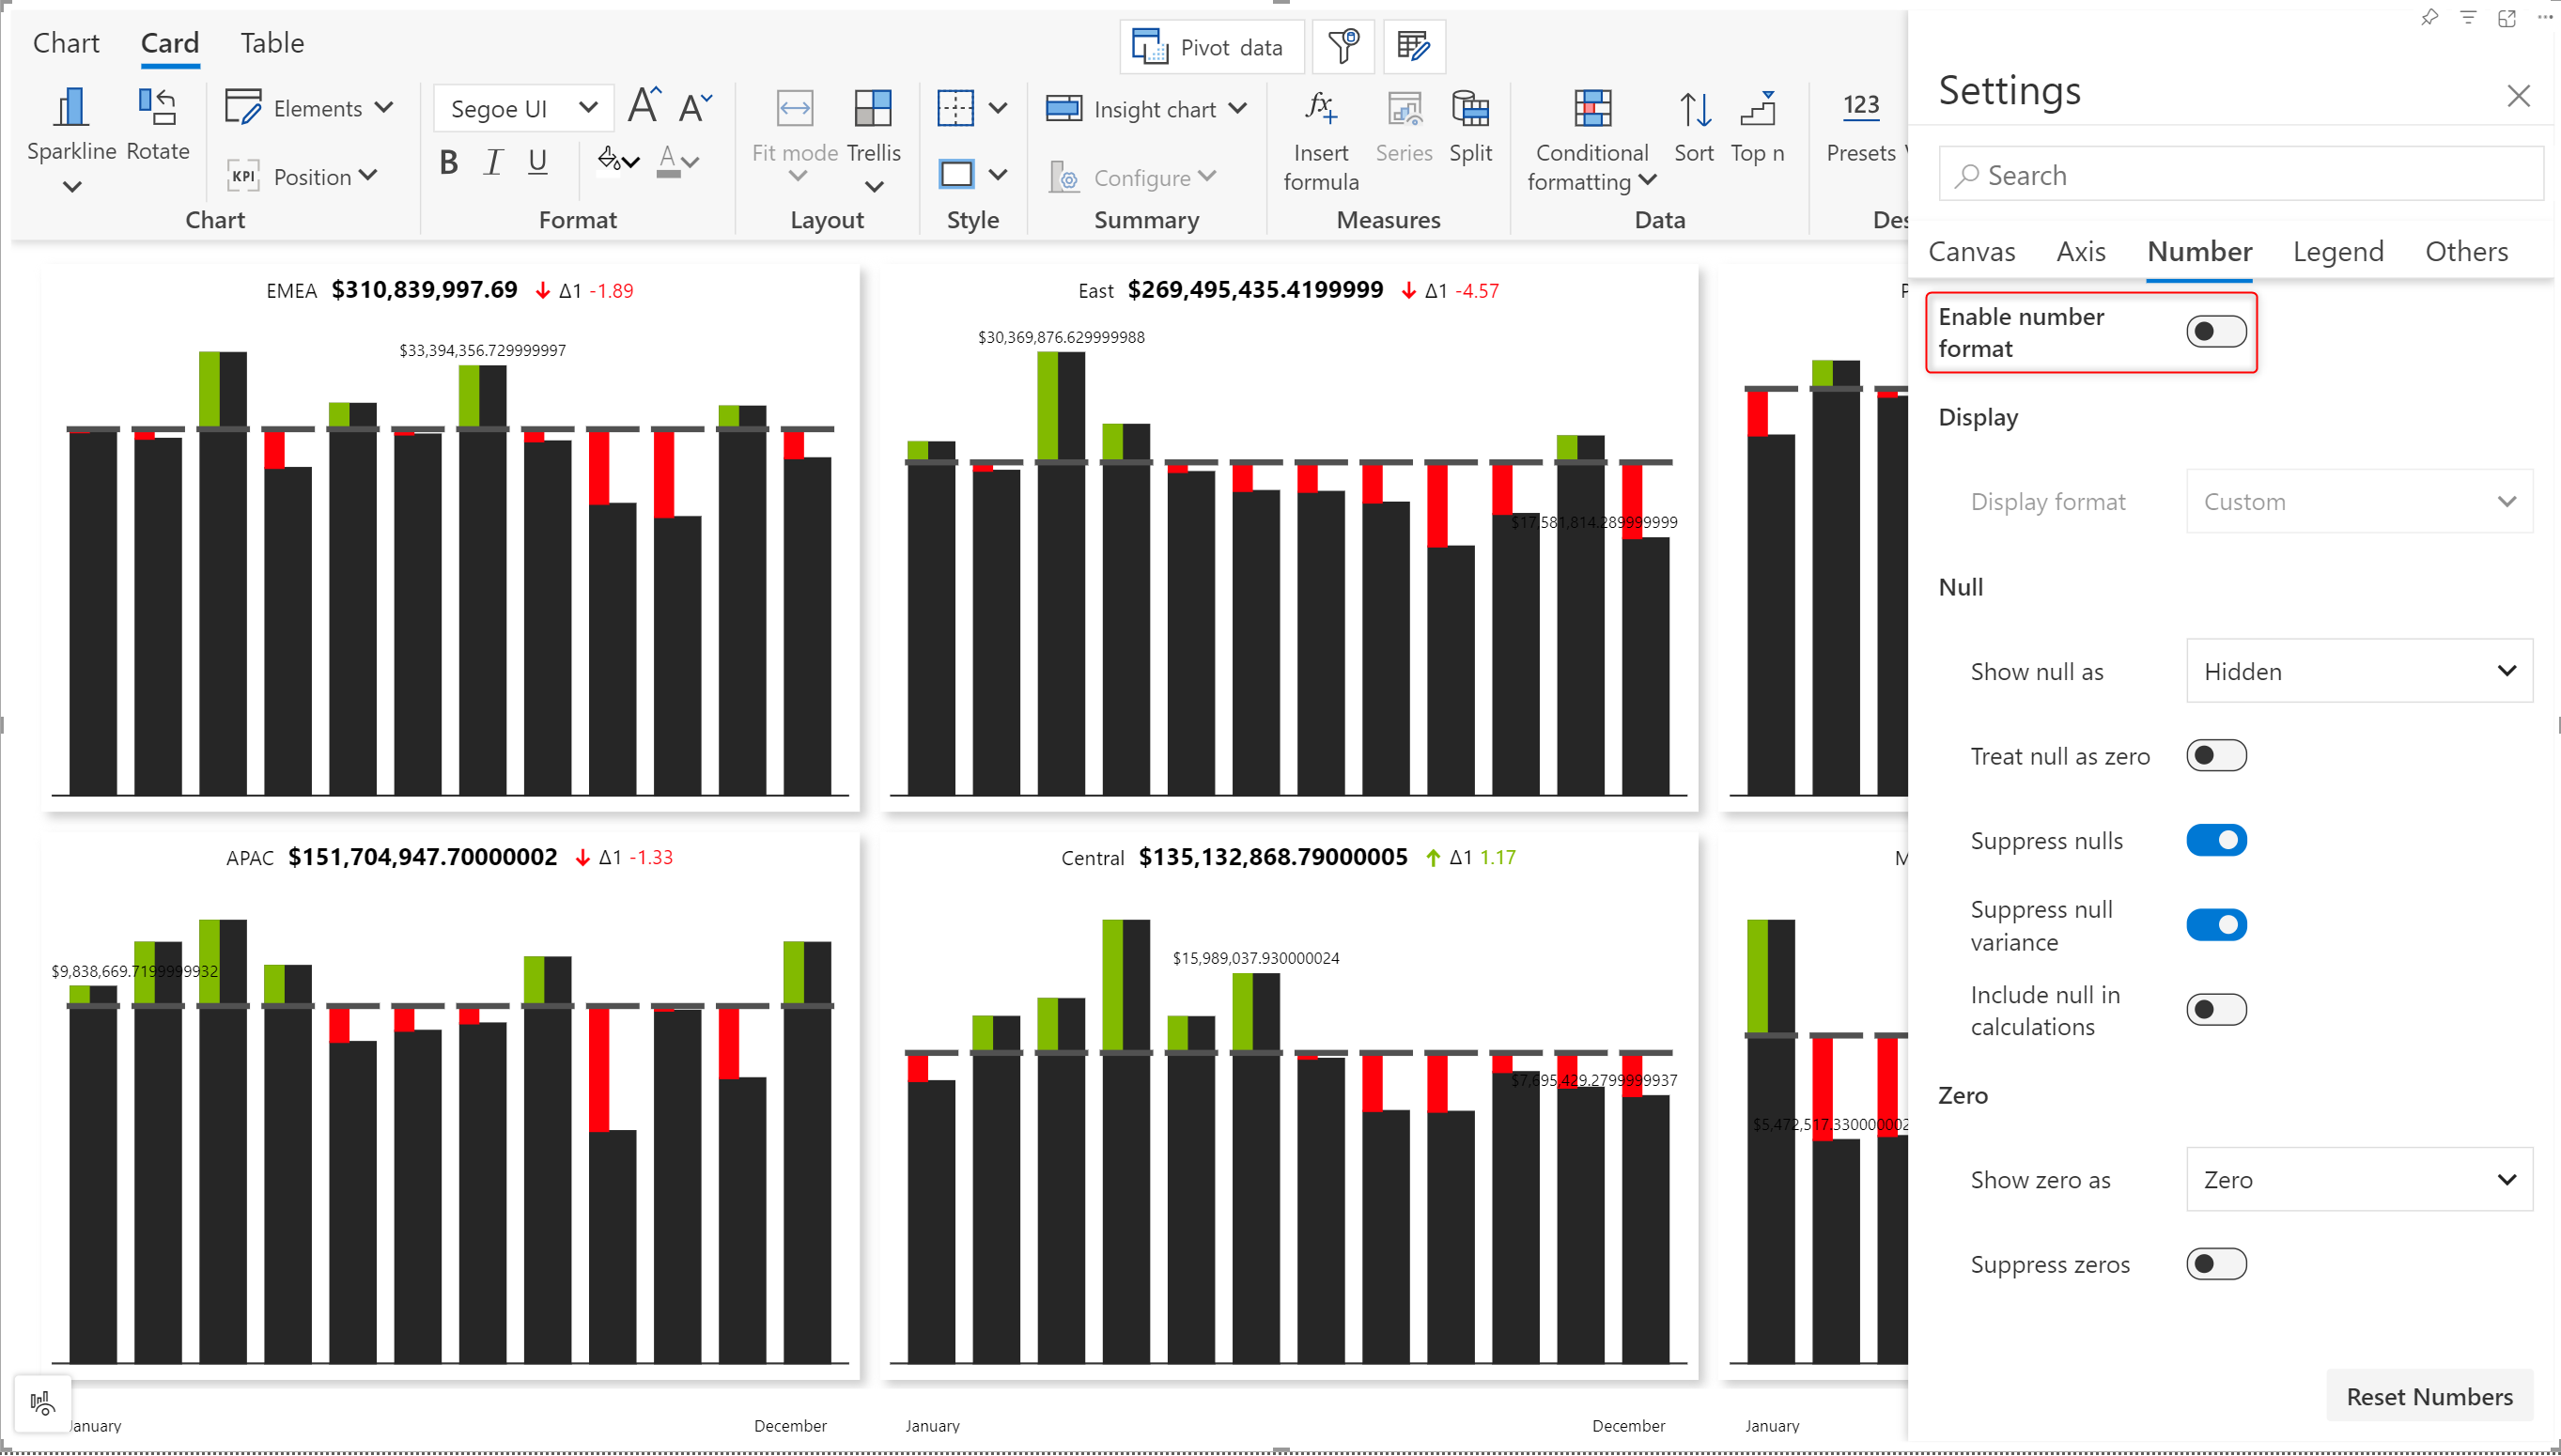 Chart Card Table
Pivot data
Sparkline Rotate
Elements
KPI Position
Chart
Segoe UI
A A
B I U A
Format
Fit mode Trellis
Layout
Style
Insight chart
Configure
Summary
fx
Insert formula
Series Split
Measures
Conditional formatting
Sort Top n
Data
123
Presets
Settings
Search
Canvas Axis Number Legend Others
Enable number
format
Display
Display format Custom
Null
Show null as Hidden
Treat null as zero
Suppress nulls
Suppress null
variance
Include null in
calculations
Zero
Show zero as Zero
Suppress zeros
Reset Numbers
EMEA $310,839,997.69 Δ1 -1.89
$33,394,356.729999997
East $269,495,435.4199999 Δ1 -4.57
$30,369,876.629999988
$17,581,814.289999999
APAC $151,704,947.70000002 Δ1 -1.33
$9,838,669.7199999932
Central $135,132,868.79000005 Δ1 1.17
$15,989,037.930000024
$7,695,429.2799999937
$5,472,517.330000002
January December
January December
January